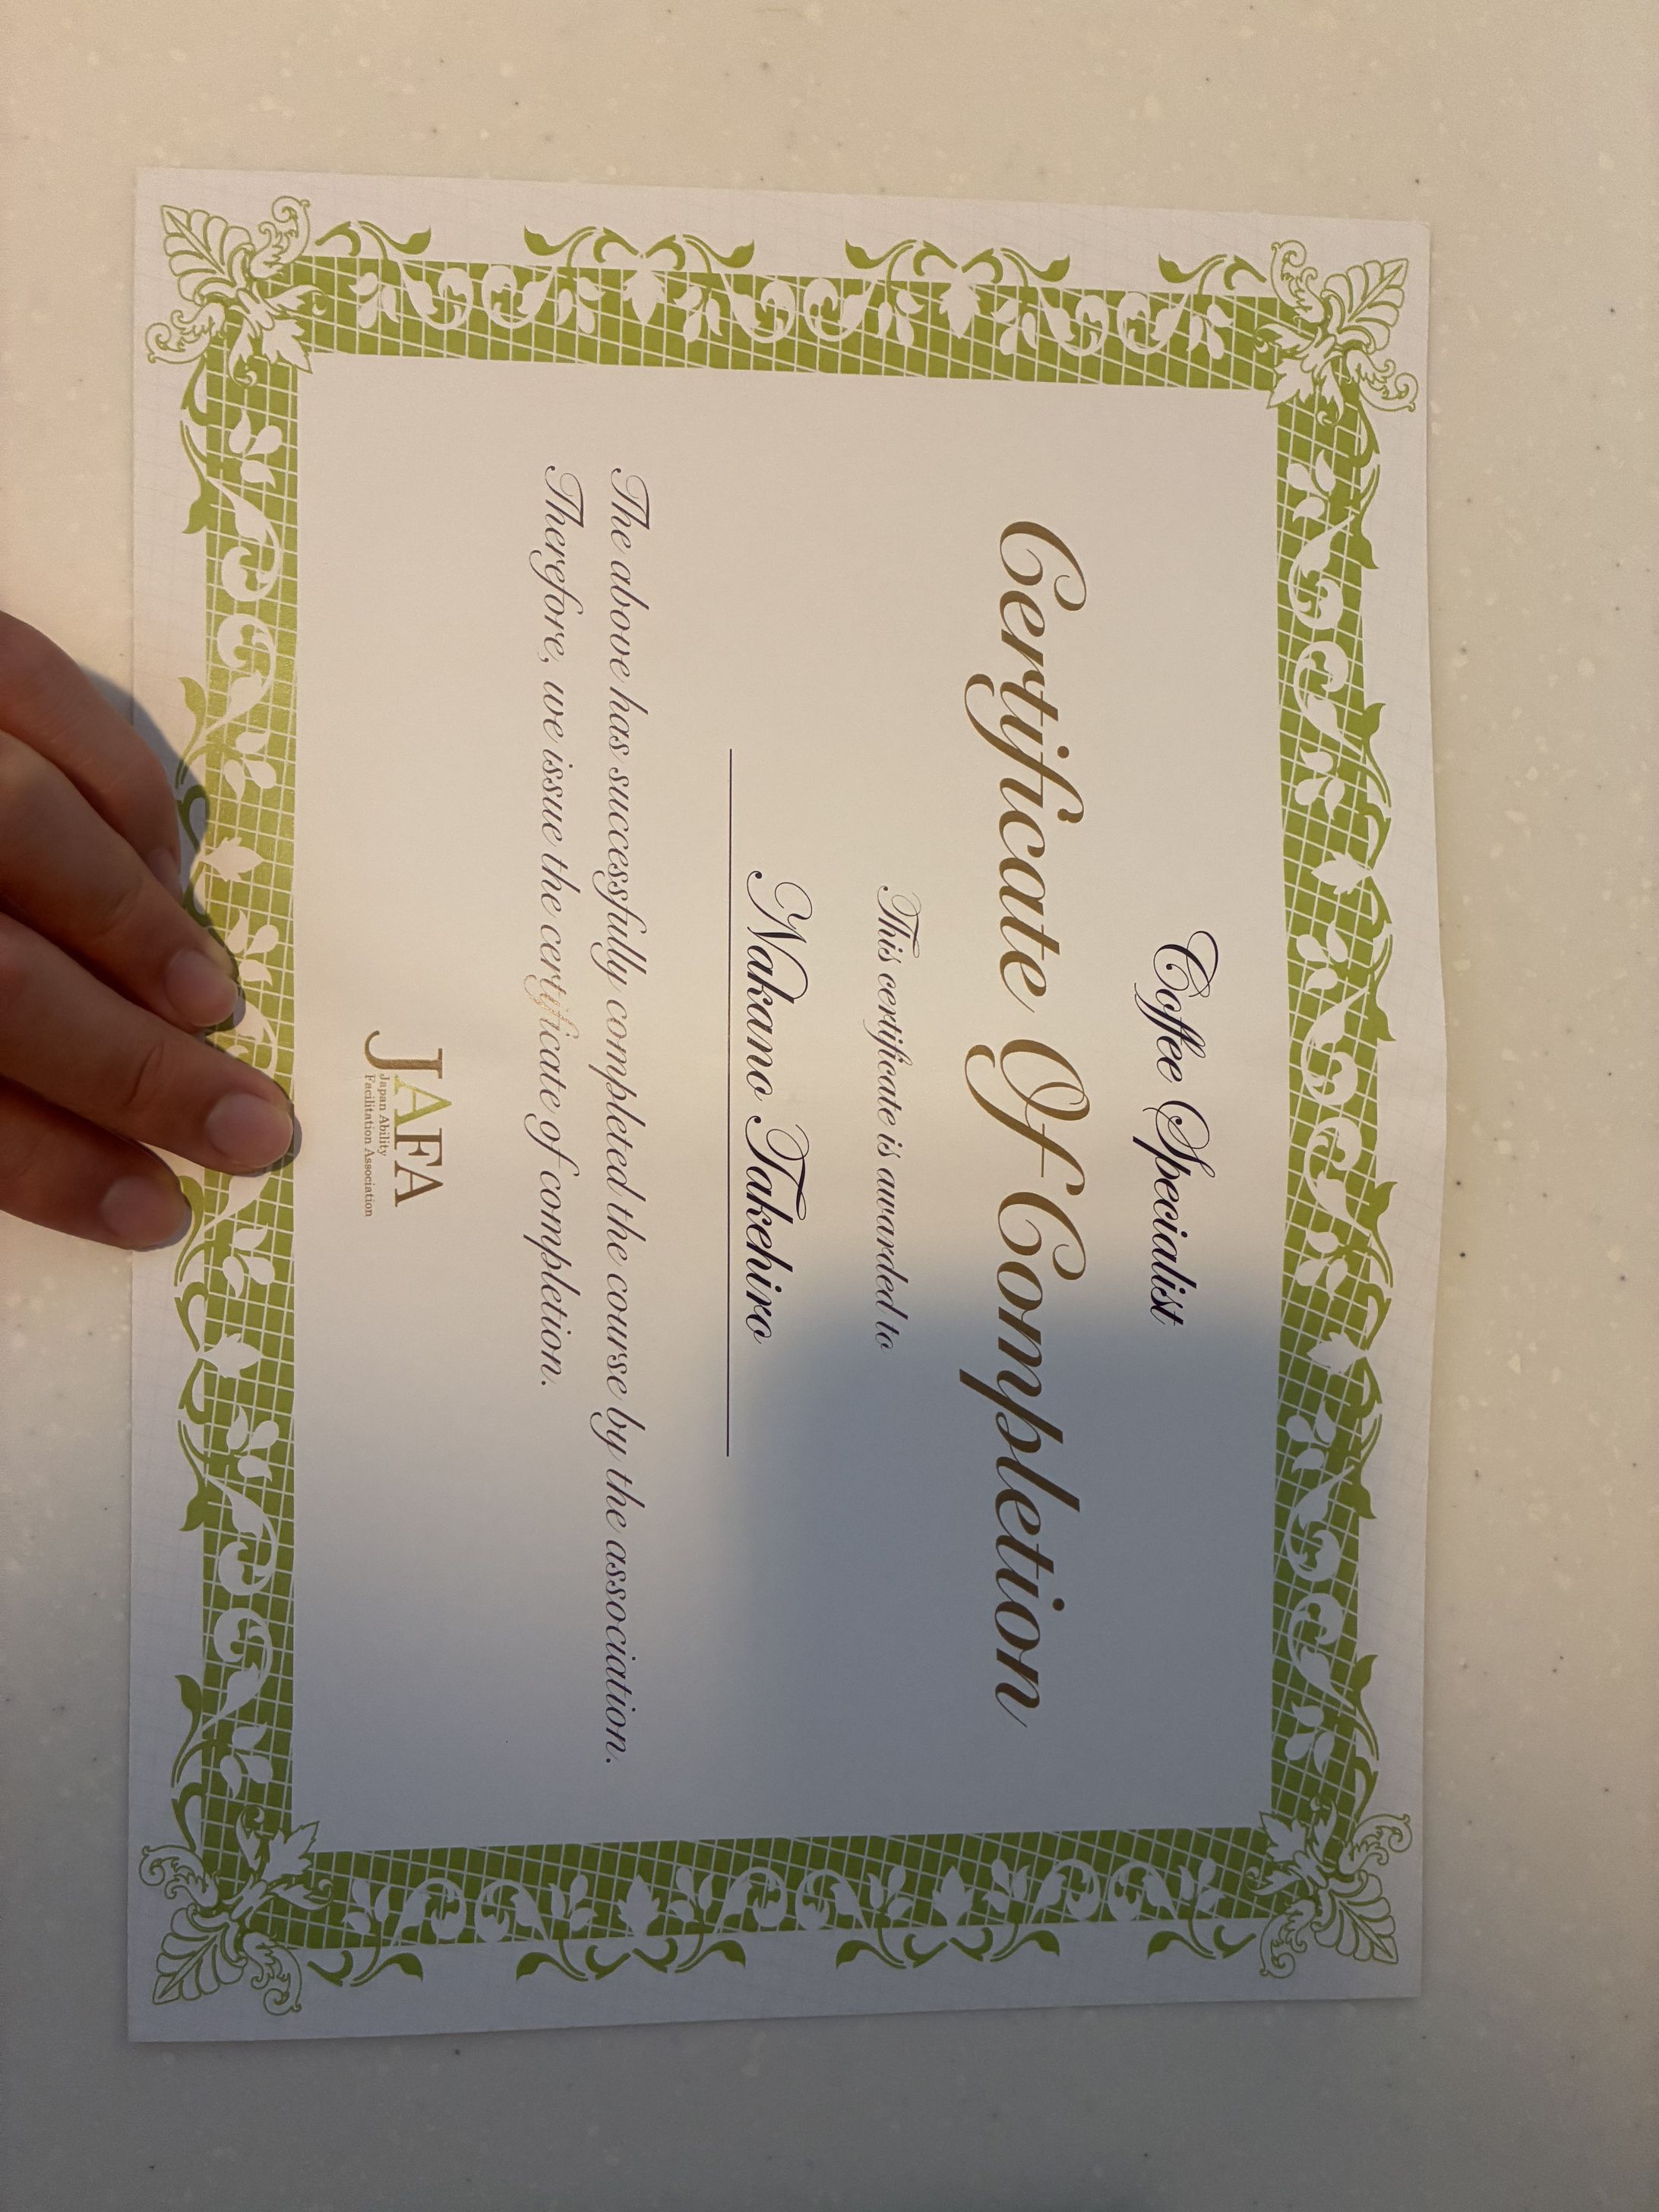 Coffee Specialist
Certificate Of Completion
This certificate is awarded to
Nakano Takehiro
The above has successfully completed the course by the association.
Therefore, we issue the certificate of completion.
JAFA
Japan Ability
Facilitation Association